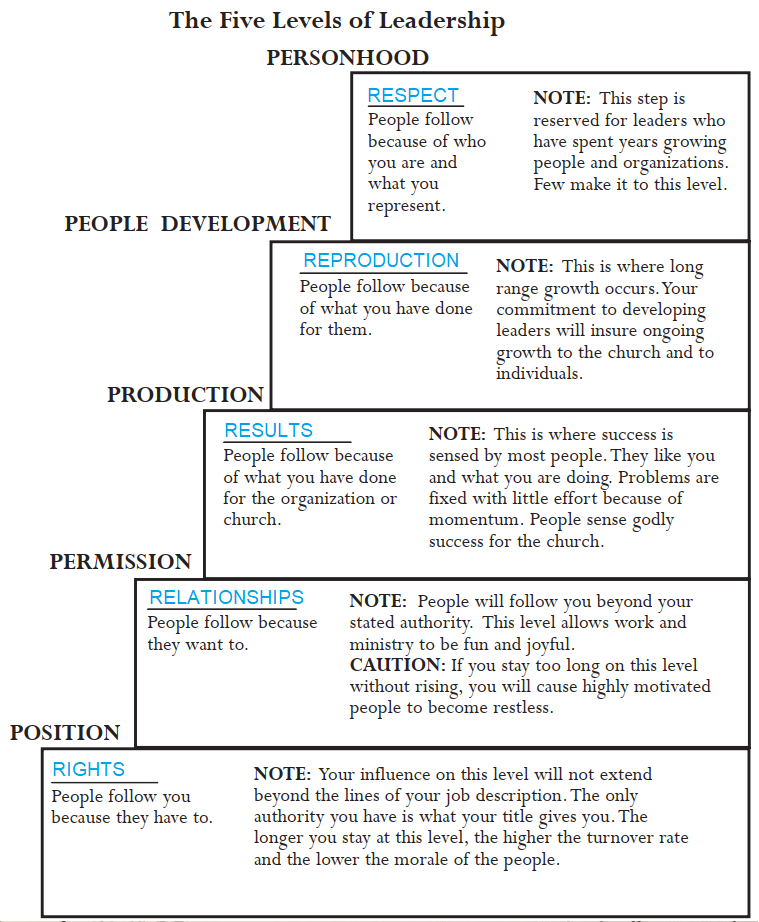 The Five Levels of Leadership
PERSONHOOD
RESPECT
People follow
because of who
you are and
what you
represent.
NOTE: This step is
reserved for leaders who
have spent years growing
people and organizations.
Few make it to this level.
PEOPLE DEVELOPMENT
REPRODUCTION
People follow because
of what you have done
for them.
NOTE: This is where long
range growth occurs. Your
commitment to developing
leaders will insure ongoing
growth to the church and to
individuals.
PRODUCTION
RESULTS
People follow because
of what you have done
for the organization or
church.
NOTE: This is where success is
sensed by most people. They like you
and what you are doing. Problems are
fixed with little effort because of
momentum. People sense godly
success for the church.
PERMISSION
RELATIONSHIPS
People follow because
they want to.
NOTE: People will follow you beyond your
stated authority. This level allows work and
ministry to be fun and joyful.
CAUTION: If you stay too long on this level
without rising, you will cause highly motivated
people to become restless.
POSITION
RIGHTS
People follow you
because they have to.
NOTE: Your influence on this level will not extend
beyond the lines of your job description. The only
authority you have is what your title gives you. The
longer you stay at this level, the higher the turnover rate
and the lower the morale of the people.